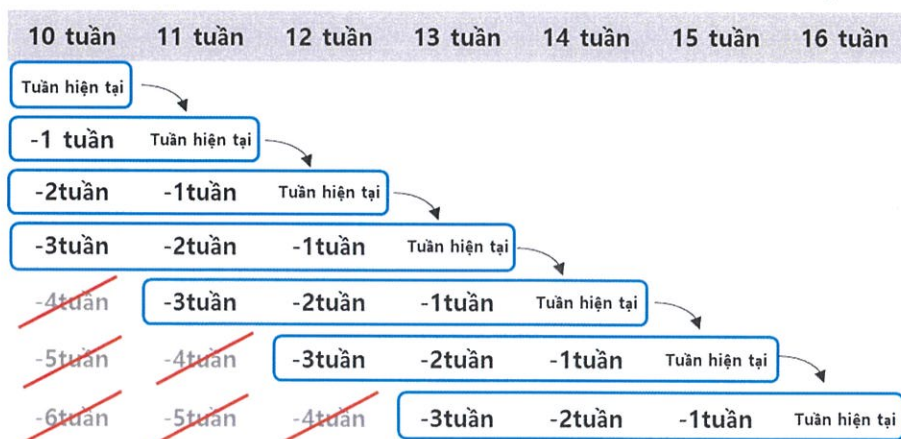 10 tuần 11 tuần 12 tuần 13 tuần 14 tuần 15 tuần 16 tuần
Tuần hiện tại
-1 tuần Tuần hiện tại
-2tuần -1tuần Tuần hiện tại
-3tuần -2tuần -1tuần Tuần hiện tại
-4tuần -3tuần -2tuần -1tuần Tuần hiện tại
-5tuần -4tuần -3tuần -2tuần -1tuần Tuần hiện tại
-6tuần -5tuần -4tuần -3tuần -2tuần -1tuần Tuần hiện tại